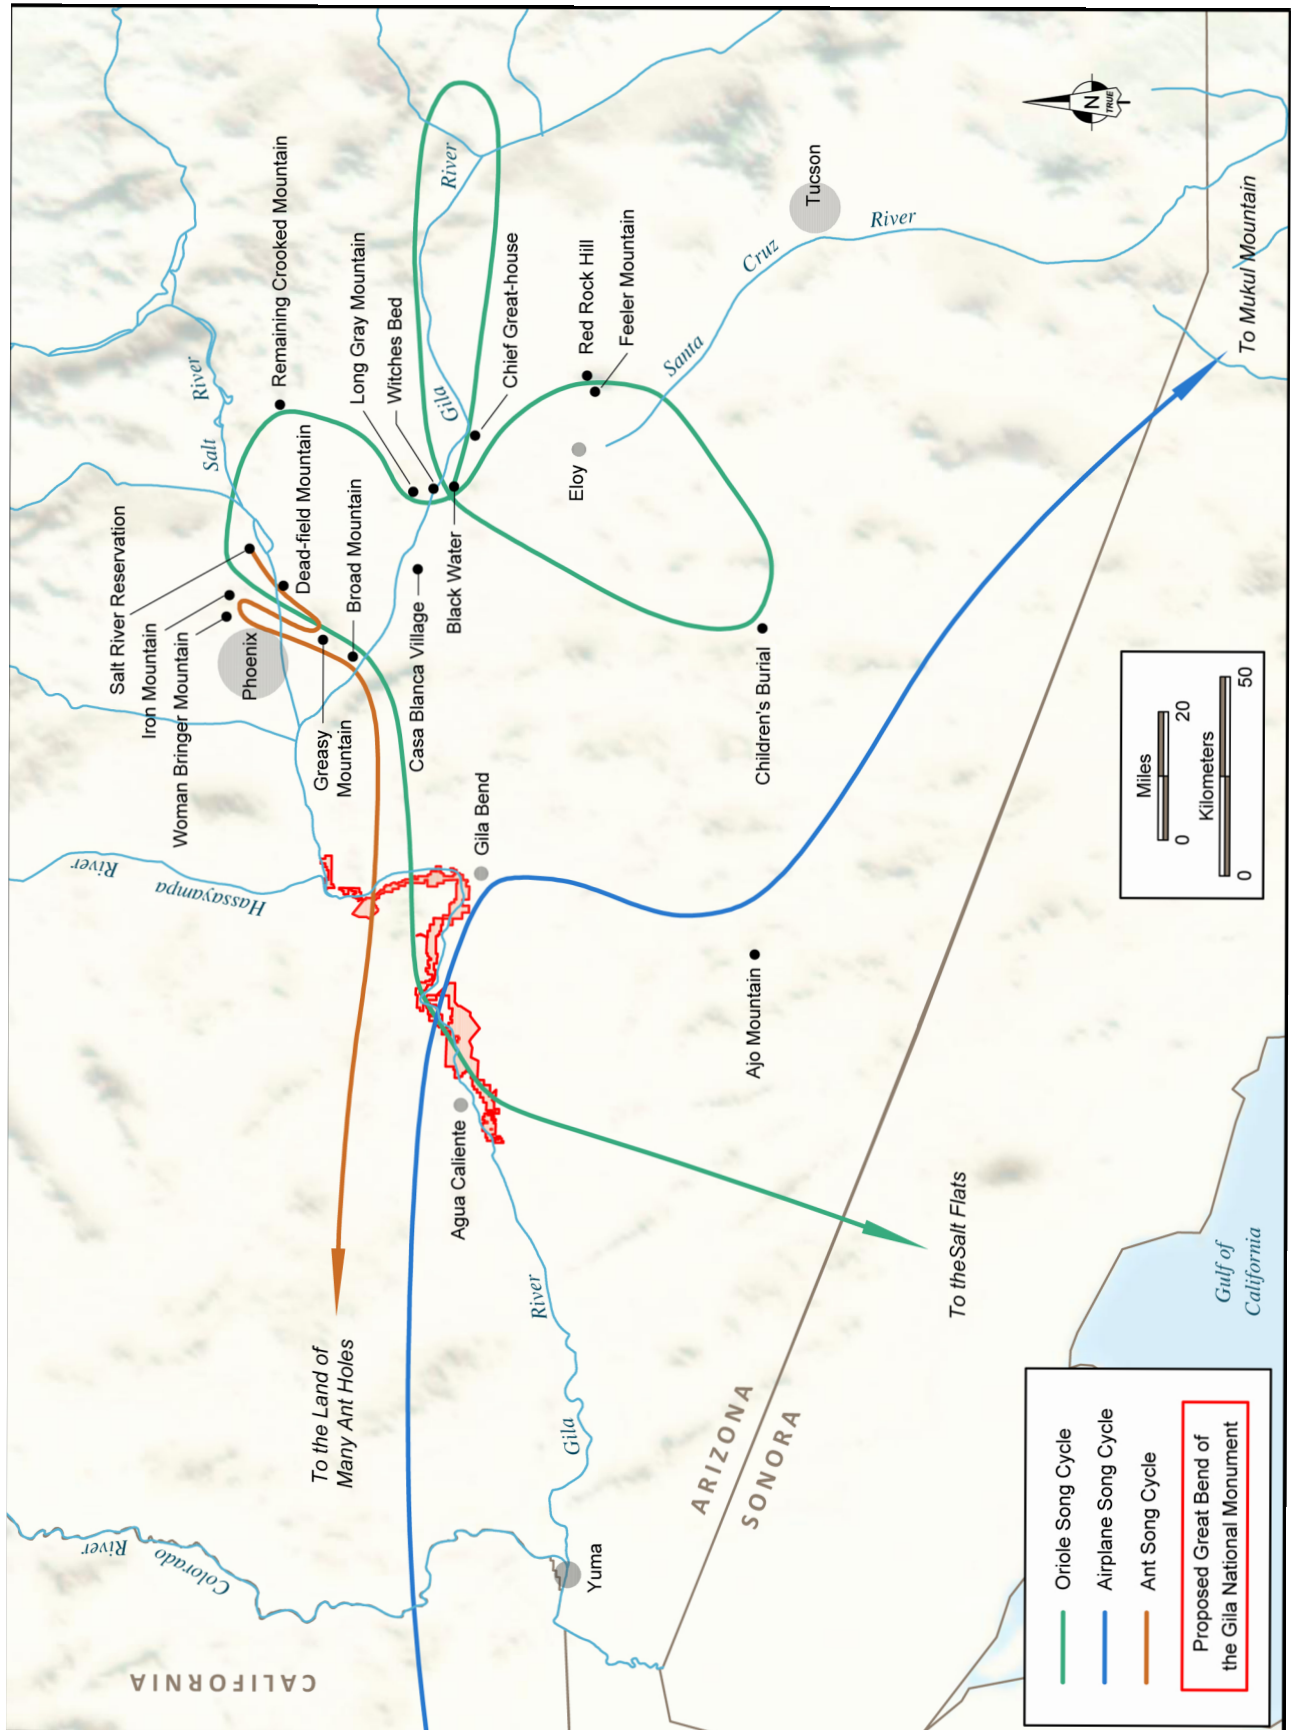 Remaining Crooked Mountain
Salt
River
Long Gray Mountain
Witches Bed
Gila
River
Chief Great-house
Red Rock Hill
Feeler Mountain
Santa
Cruz
River
Tucson
N
TRUE
To Mukul Mountain
Salt River Reservation
Iron Mountain
Woman Bringer Mountain
Phoenix
Dead-field Mountain
Broad Mountain
Greasy
Mountain
Casa Blanca Village
Black Water
Eloy
Children's Burial
Hassayampa
River
Gila Bend
Ajo Mountain
Agua Caliente
To the Land of
Many Ant Holes
To theSalt Flats
Gila
River
Colorado
River
Yuma
CALIFORNIA
ARIZONA
SONORA
Gulf of
California
Miles
0
20
Kilometers
0
50
Oriole Song Cycle
Airplane Song Cycle
Ant Song Cycle
Proposed Great Bend of
the Gila National Monument